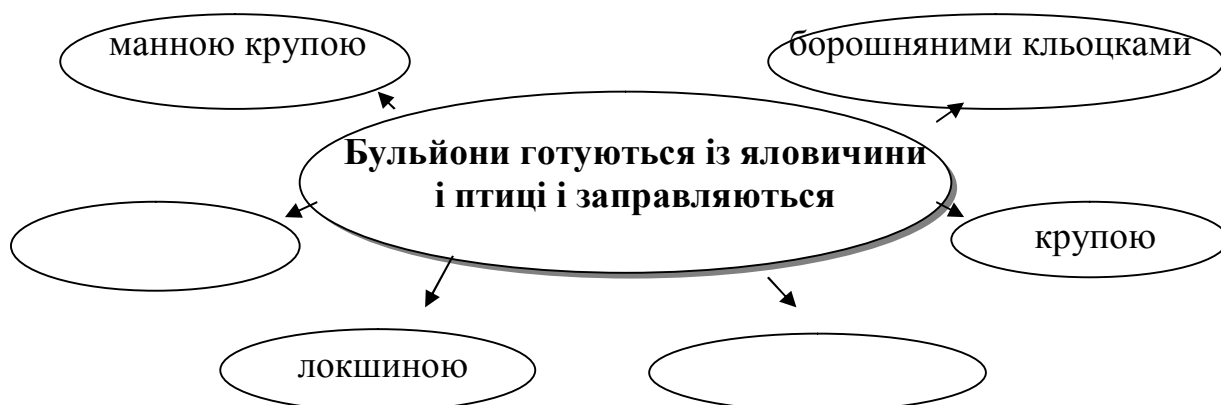 манною крупою
борошняними кльоцками
Бульйони готуються із яловичини
і птиці і заправляються
крупою
локшиною